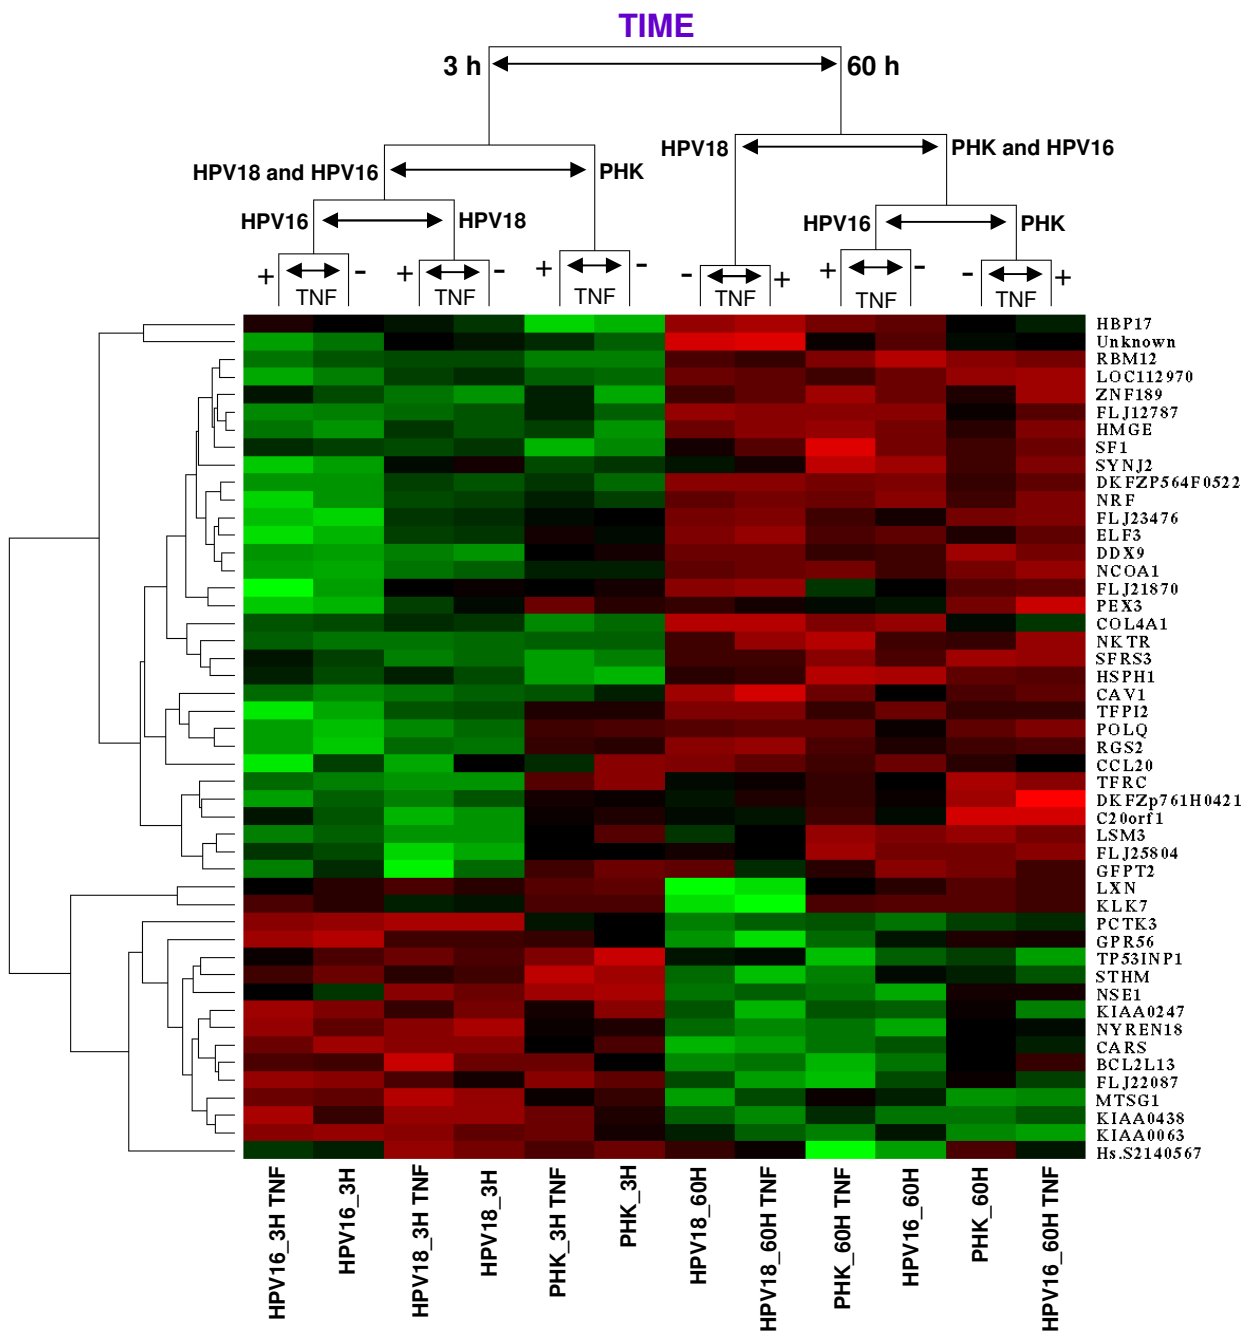 TIME
3 h
60 h
HPV18
PHK and HPV16
HPV18 and HPV16
PHK
HPV16
HPV18
HPV16
PHK
+
-
+
-
+
-
-
+
+
-
-
+
TNF
TNF
TNF
TNF
TNF
TNF
HBP17
Unknown
RBM12
LOC112970
ZNF189
FLJ12787
HMGE
SF1
SYNJ2
DKFZP564F0522
NRF
FLJ23476
ELF3
DDX9
NCOA1
FLJ21870
PEX3
COL4A1
NKTR
SFRS3
HSPH1
CAV1
TFPI2
POLQ
RGS2
CCL20
TFRC
DKFZp761H0421
C20orf1
LSM3
FLJ25804
GFPT2
LXN
KLK7
PCTK3
GPR56
TP53INP1
STHM
NSE1
KIAA0247
NYREN18
CARS
BCL2L13
FLJ22087
MTSG1
KIAA0438
KIAA0063
Hs.S2140567
HPV16_3H TNF
HPV16_3H
HPV18_3H TNF
HPV18_3H
PHK_3H TNF
PHK_3H
HPV18_60H
HPV18_60H TNF
PHK_60H TNF
HPV16_60H
PHK_60H
HPV16_60H TNF